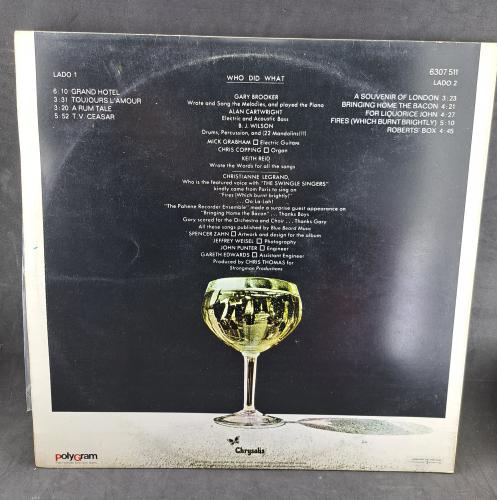 LADO 1
6:10 GRAND HOTEL
3:31 TOUJOURS L'AMOUR
3:20 A RUM TALE
5:52 T.V. CEASAR
WHO DID WHAT
GARY BROOKER
Wrote and Song the Melodies, and played the Piano
ALAN CARTWRIGHT
Electric and Acoustic Bass
B. J. WILSON
Drums, Percussion, and (22 Mandolins!!!)
MICK GRABHAM □ Electric Guitars
CHRIS COPPING □ Organ
KEITH REID
Wrote the Words for all the songs
CHRISTIANNE LEGRAND,
Who is the featured voice with "THE SWINGLE SINGERS"
kindly came from Paris to sing on
"Fires (Which burnt brightly)"
. . . Oo La-Lah!
"The Pahene Recorder Ensemble" made a surprise guest appearance on
"Bringing Home the Bacon" . . . Thanks Boys
Gary scored for the Orchestra and Choir . . . Thanks Gary
All these songs published by Blue Beard Music
SPENCER ZAHN □ Artwork and design for the album
JEFFREY WEISEL □ Photography
JOHN PUNTER □ Engineer
GARETH EDWARDS □ Assistant Engineer
Produced by CHRIS THOMAS for
Strongman Productions
6307 511
LADO 2
A SOUVENIR OF LONDON 3:23
BRINGING HOME THE BACON 4:21
FOR LIQUORICE JOHN 4:27
FIRES (WHICH BURNT BRIGHTLY) 5:10
ROBERTS' BOX 4:45
polyGram
Chrysalis